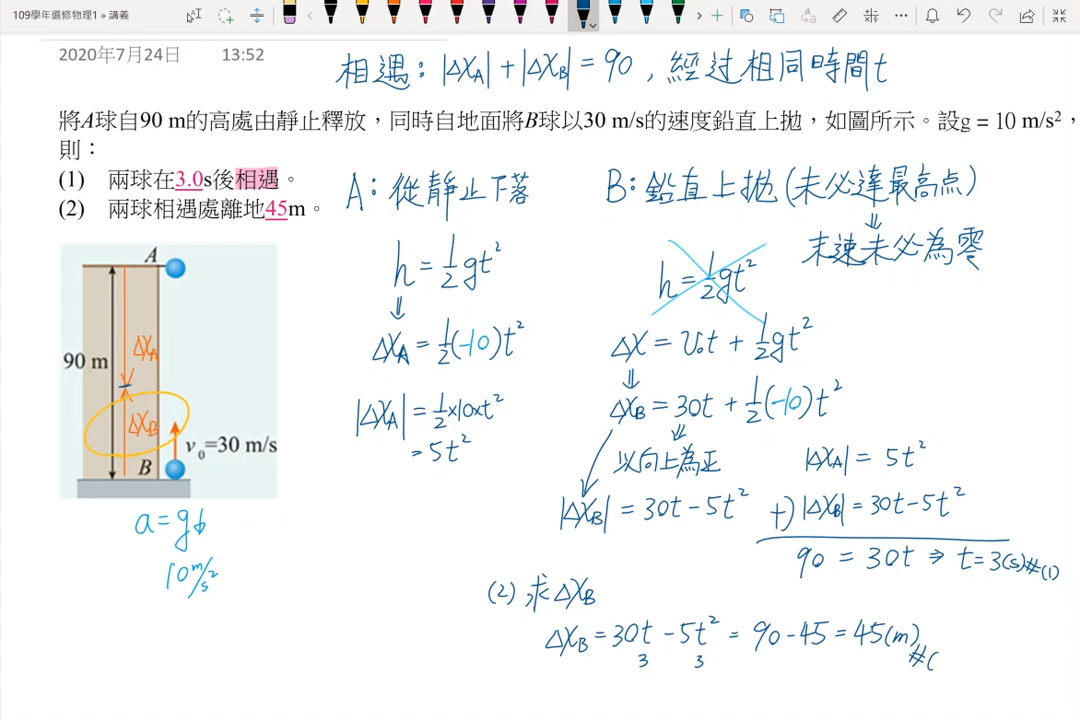 109學年選修物理1 » 講義
2020年7月24日 13:52
相遇：|ΔXA| + |ΔXB| = 90，經过相同時間t
將A球自90 m的高處由靜止釋放，同時自地面將B球以30 m/s的速度鉛直上拋，如圖所示。設g = 10 m/s²，
則：
(1) 兩球在3.0s後相遇。
(2) 兩球相遇處離地45m。
A：從靜止下落
h = 1/2 gt²
⇓
ΔXA = 1/2(-10)t²
|ΔXA| = 1/2×10×t²
= 5t²
B：鉛直上拋(未必達最高点)
⇓
末速未必為零
h = 1/2 gt²
ΔX = V₀t + 1/2 gt²
⇓
ΔXB = 30t + 1/2(-10)t²
⇓
以向上為正
|ΔXB| = 30t - 5t²
|ΔXA| = 5t²
+) |ΔXB| = 30t - 5t²
90 = 30t ⇒ t = 3(s)#(1)
(2) 求ΔXB
ΔXB = 30t - 5t² = 90 - 45 = 45(m)
3 3
#(
A
90 m
ΔXA
ΔXB
v₀=30 m/s
B
a = g↓
10 m/s²